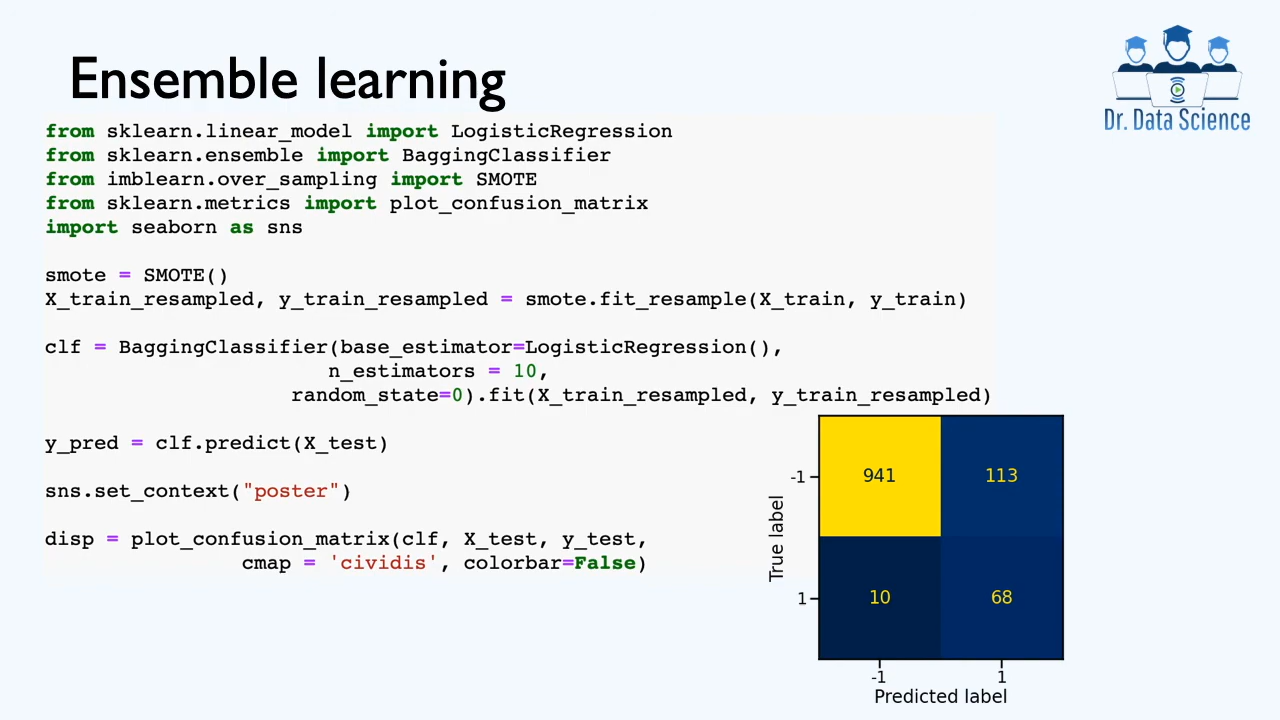 Ensemble learning
Dr. Data Science
from sklearn.linear_model import LogisticRegression
from sklearn.ensemble import BaggingClassifier
from imblearn.over_sampling import SMOTE
from sklearn.metrics import plot_confusion_matrix
import seaborn as sns
smote = SMOTE()
X_train_resampled, y_train_resampled = smote.fit_resample(X_train, y_train)
clf = BaggingClassifier(base_estimator=LogisticRegression(),
n_estimators = 10,
random_state=0).fit(X_train_resampled, y_train_resampled)
y_pred = clf.predict(X_test)
sns.set_context("poster")
disp = plot_confusion_matrix(clf, X_test, y_test,
cmap = 'cividis', colorbar=False)
True label
-1
941 113
1
10 68
-1 1
Predicted label